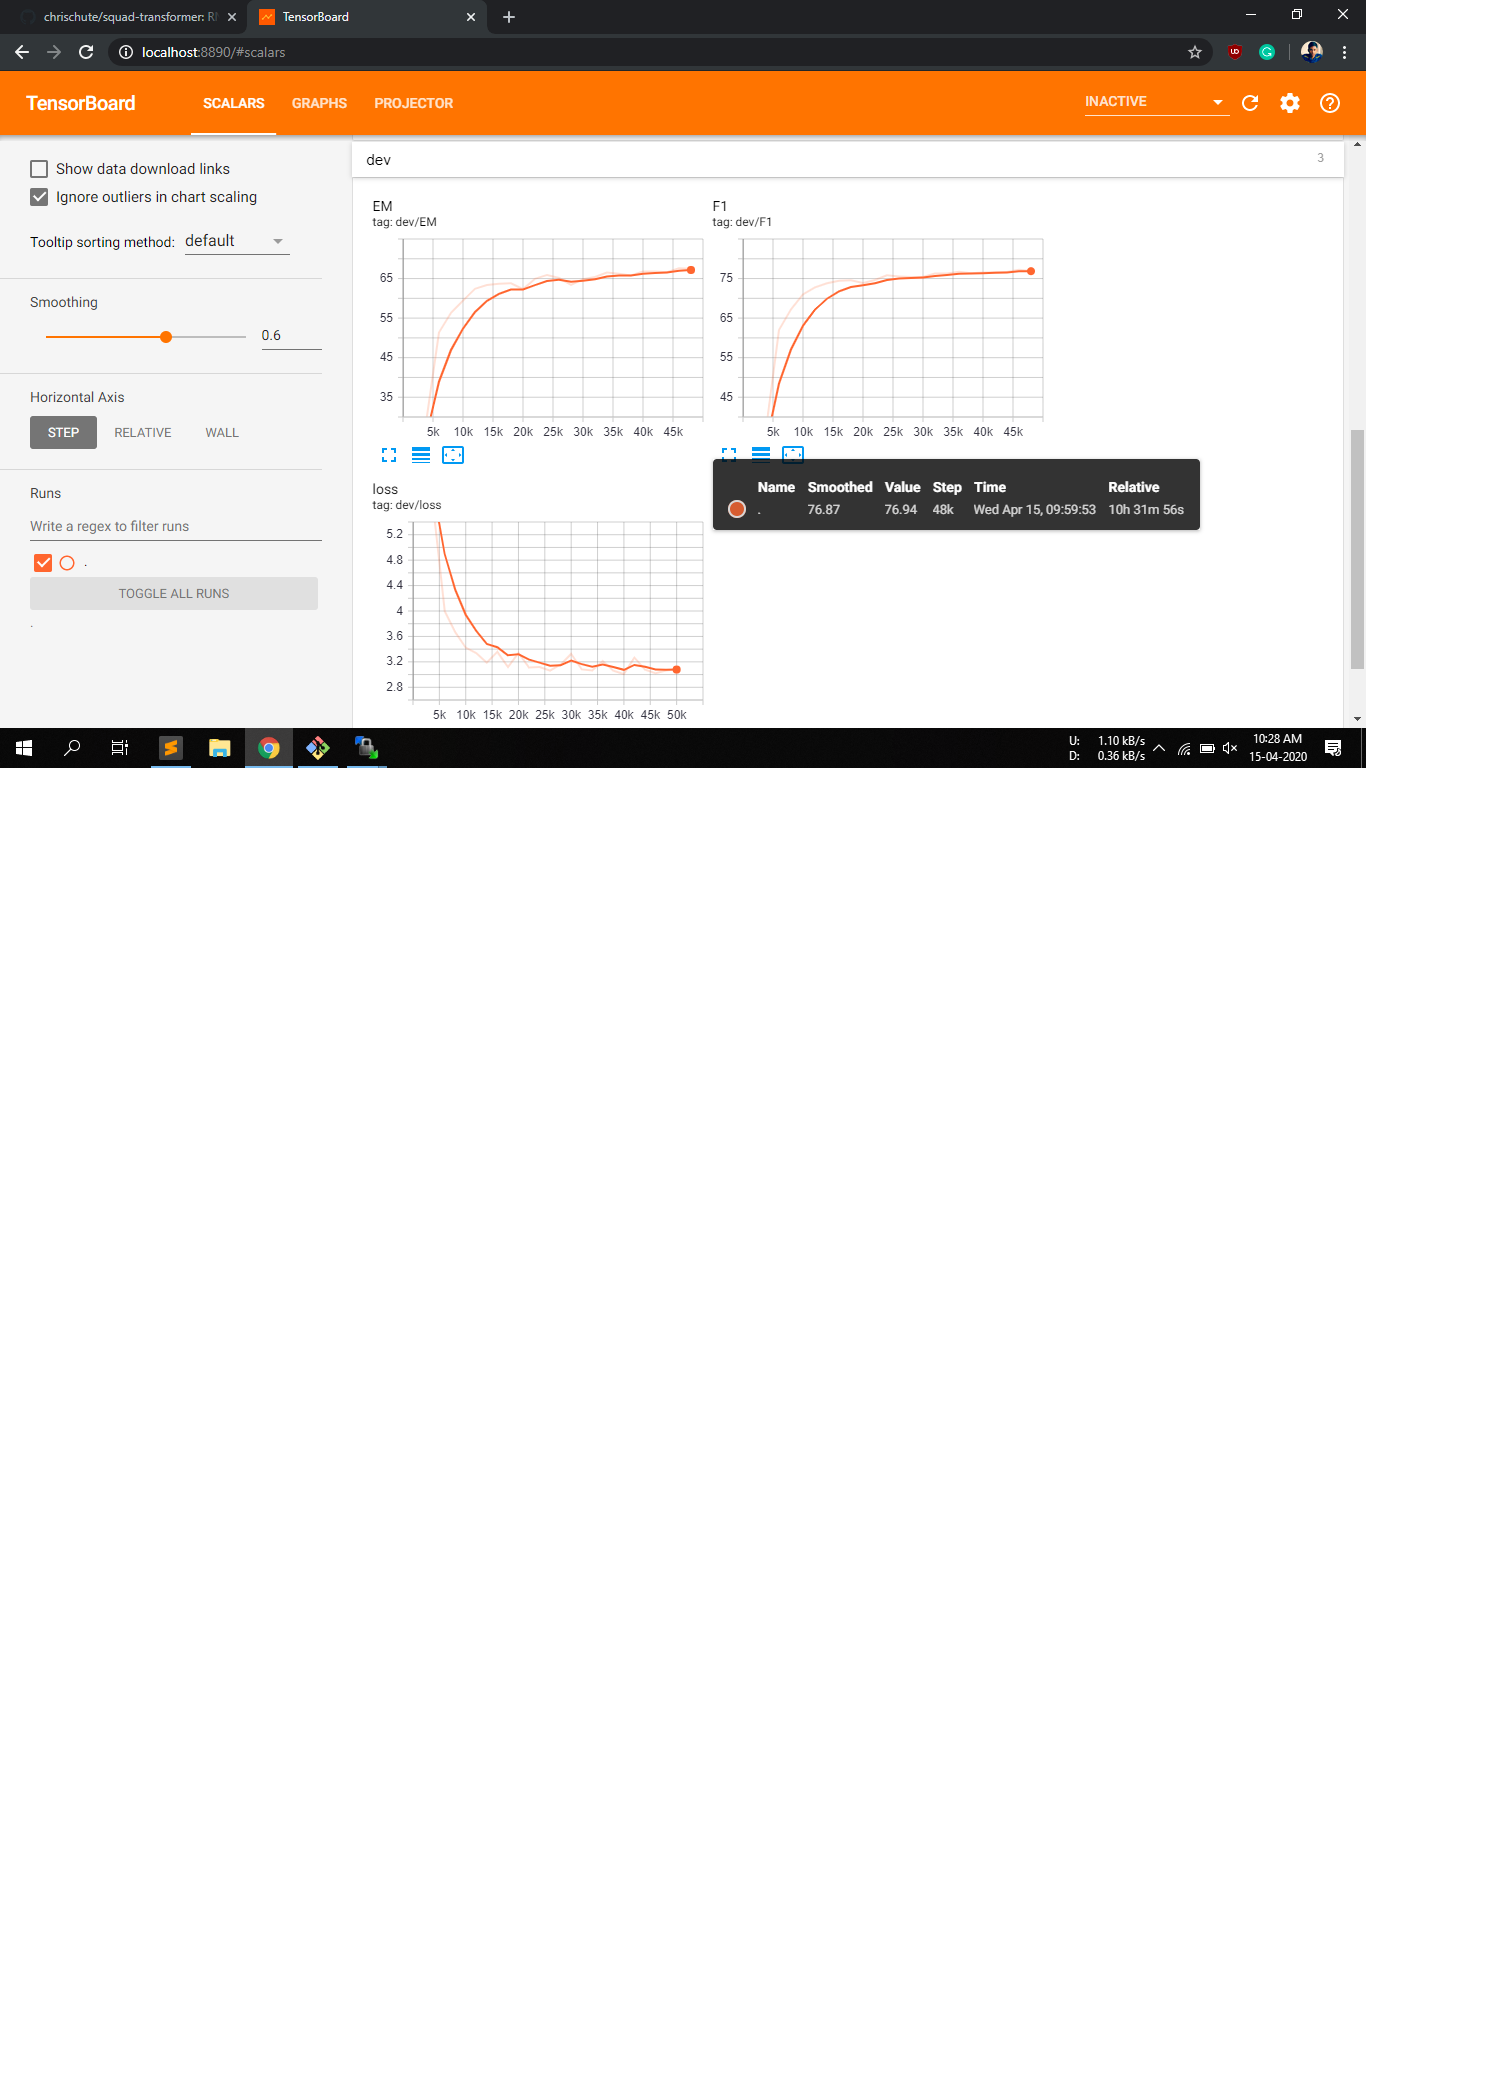 chrischute/squad-transformer: R
TensorBoard
localhost:8890/#scalars
TensorBoard
SCALARS
GRAPHS
PROJECTOR
INACTIVE
Show data download links
Ignore outliers in chart scaling
Tooltip sorting method: default
Smoothing
0.6
Horizontal Axis
STEP
RELATIVE
WALL
Runs
Write a regex to filter runs
.
TOGGLE ALL RUNS
.
dev
3
EM
tag: dev/EM
65
55
45
35
5k 10k 15k 20k 25k 30k 35k 40k 45k
F1
tag: dev/F1
75
65
55
45
5k 10k 15k 20k 25k 30k 35k 40k 45k
Name Smoothed Value Step Time Relative
. 76.87 76.94 48k Wed Apr 15, 09:59:53 10h 31m 56s
loss
tag: dev/loss
5.2
4.8
4.4
4
3.6
3.2
2.8
5k 10k 15k 20k 25k 30k 35k 40k 45k 50k
U: 1.10 kB/s
D: 0.36 kB/s
10:28 AM
15-04-2020